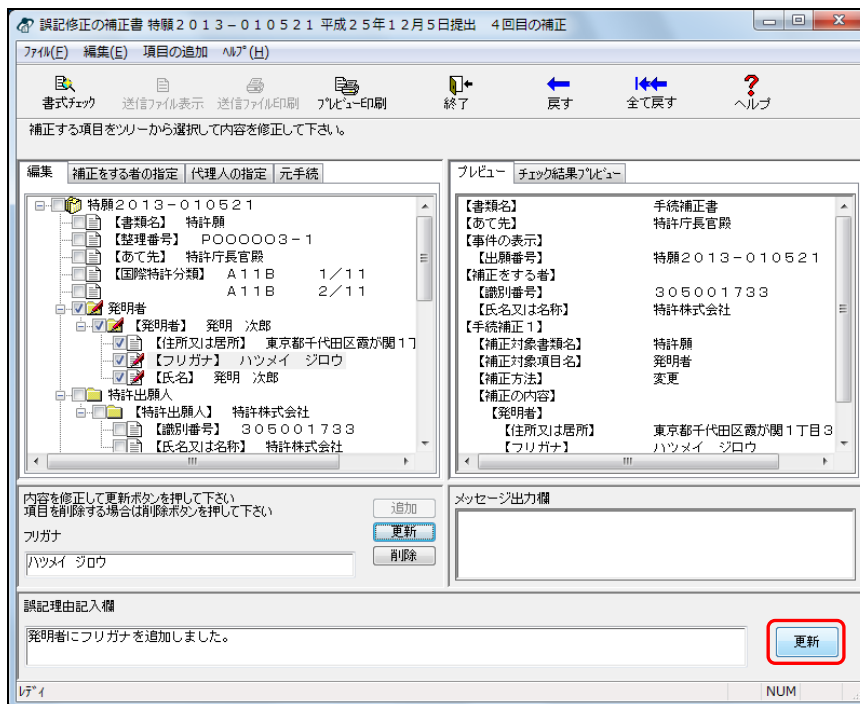 誤記修正の補正書 特願２０１３－０１０５２１ 平成２５年１２月５日提出　４回目の補正
ﾌｧｲﾙ(F)　編集(E)　項目の追加　ﾍﾙﾌﾟ(H)
書式ﾁｪｯｸ　送信ﾌｧｲﾙ表示　送信ﾌｧｲﾙ印刷　ﾌﾟﾚﾋﾞｭｰ印刷　終了　戻す　全て戻す　ヘルプ
補正する項目をツリーから選択して内容を修正して下さい。
編集　補正をする者の指定　代理人の指定　元手続
特願２０１３－０１０５２１
【書類名】　特許願
【整理番号】　Ｐ００００００３－１
【あて先】　特許庁長官殿
【国際特許分類】　Ａ１１Ｂ　１／１１
Ａ１１Ｂ　２／１１
発明者
【発明者】　発明　次郎
【住所又は居所】　東京都千代田区霞が関１丁
【フリガナ】　ハツメイ　ジロウ
【氏名】　発明　次郎
特許出願人
【特許出願人】　特許株式会社
【識別番号】　３０５００１７３３
【氏名又は名称】　特許株式会社
プレビュー　ﾁｪｯｸ結果ﾌﾟﾚﾋﾞｭｰ
【書類名】　手続補正書
【あて先】　特許庁長官殿
【事件の表示】
【出願番号】　特願２０１３－０１０５２１
【補正をする者】
【識別番号】　３０５００１７３３
【氏名又は名称】　特許株式会社
【手続補正１】
【補正対象書類名】　特許願
【補正対象項目名】　発明者
【補正方法】　変更
【補正の内容】
【発明者】
【住所又は居所】　東京都千代田区霞が関１丁目３
【フリガナ】　ハツメイ　ジロウ
内容を修正して更新ボタンを押して下さい
項目を削除する場合は削除ボタンを押して下さい
追加
フリガナ
更新
ハツメイ　ジロウ
削除
メッセージ出力欄
誤記理由記入欄
発明者にフリガナを追加しました。
更新
ﾚﾃﾞｨ
NUM